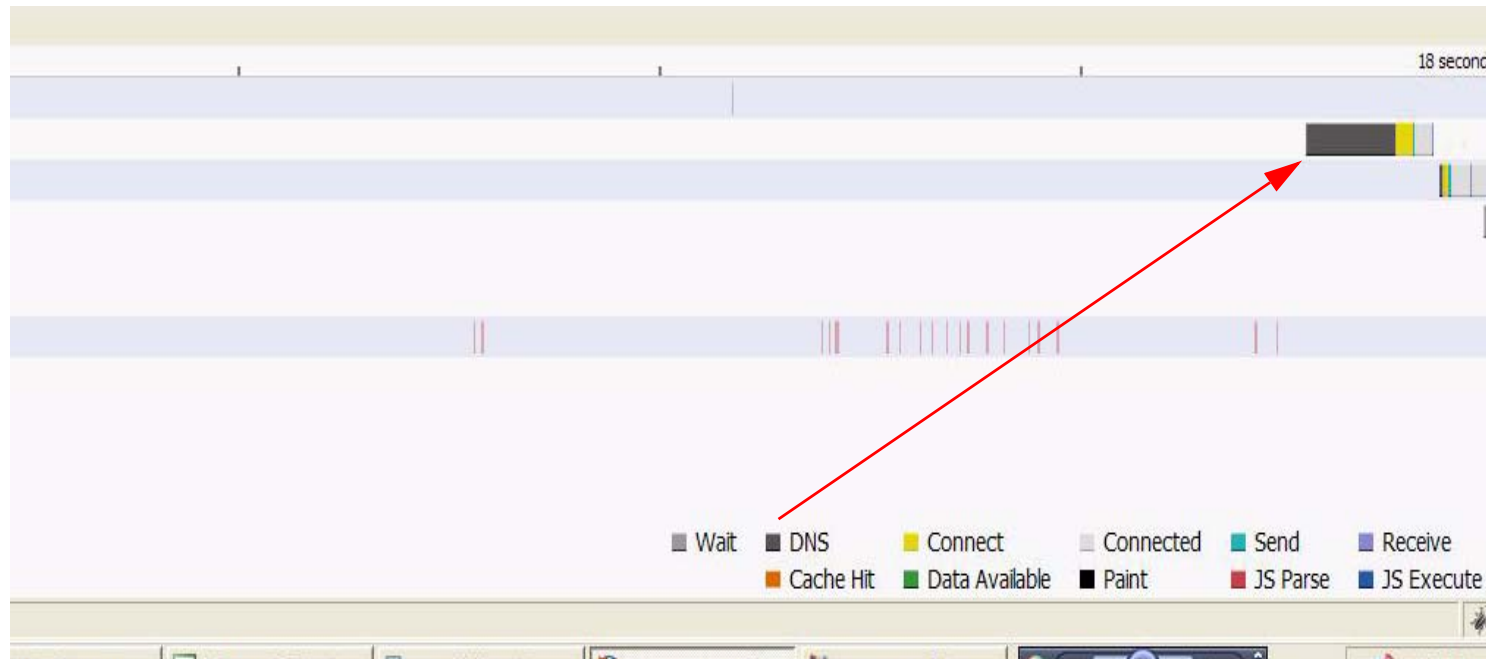 18 second
Wait DNS Connect Connected Send Receive
Cache Hit Data Available Paint JS Parse JS Execute